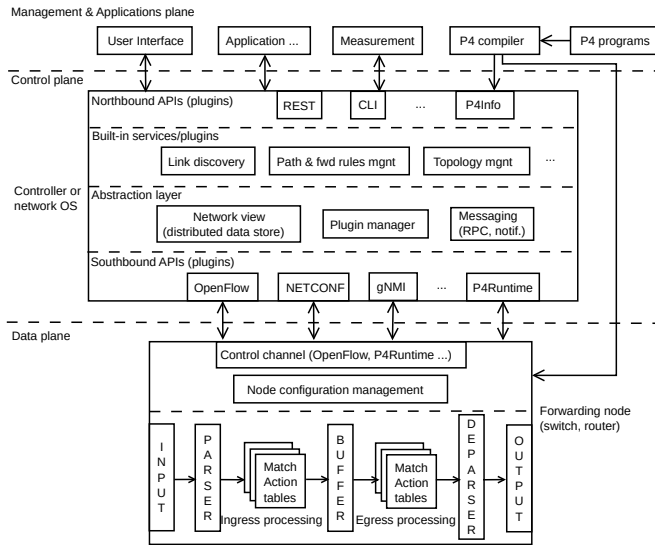 Management & Applications plane
User Interface
Application ...
Measurement
P4 compiler
P4 programs
Control plane
Northbound APIs (plugins)
REST
CLI
...
P4Info
Built-in services/plugins
Link discovery
Path & fwd rules mgnt
Topology mgnt
...
Controller or
network OS
Abstraction layer
Network view
(distributed data store)
Plugin manager
Messaging
(RPC, notif.)
Southbound APIs (plugins)
OpenFlow
NETCONF
gNMI
...
P4Runtime
Data plane
Control channel (OpenFlow, P4Runtime ...)
Node configuration management
Forwarding node
(switch, router)
INPUT
PARSER
Match
Action
tables
Ingress processing
BUFFER
Match
Action
tables
Egress processing
DEPARSER
OUTPUT